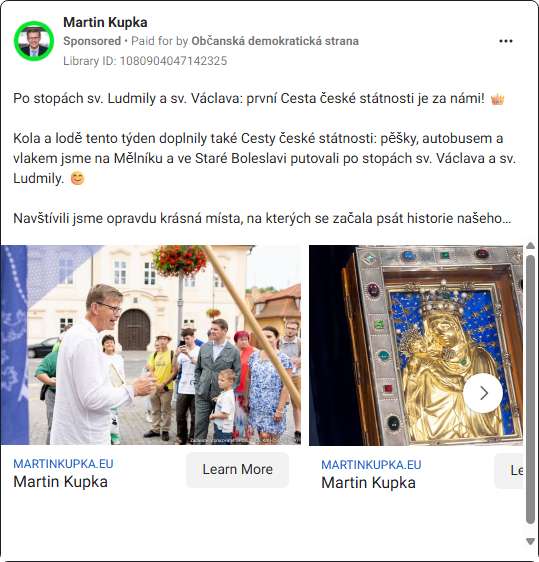 Martin Kupka
Sponsored • Paid for by Občanská demokratická strana
Library ID: 1080904047142325
Po stopách sv. Ludmily a sv. Václava: první Cesta české státnosti je za námi! 👑
Kola a lodě tento týden doplnily také Cesty české státnosti: pěšky, autobusem a
vlakem jsme na Mělníku a ve Staré Boleslavi putovali po stopách sv. Václava a sv.
Ludmily. 😊
Navštívili jsme opravdu krásná místa, na kterých se začala psát historie našeho...
MARTINKUPKA.EU
Martin Kupka
Learn More
MARTINKUPKA.EU
Martin Kupka
Le